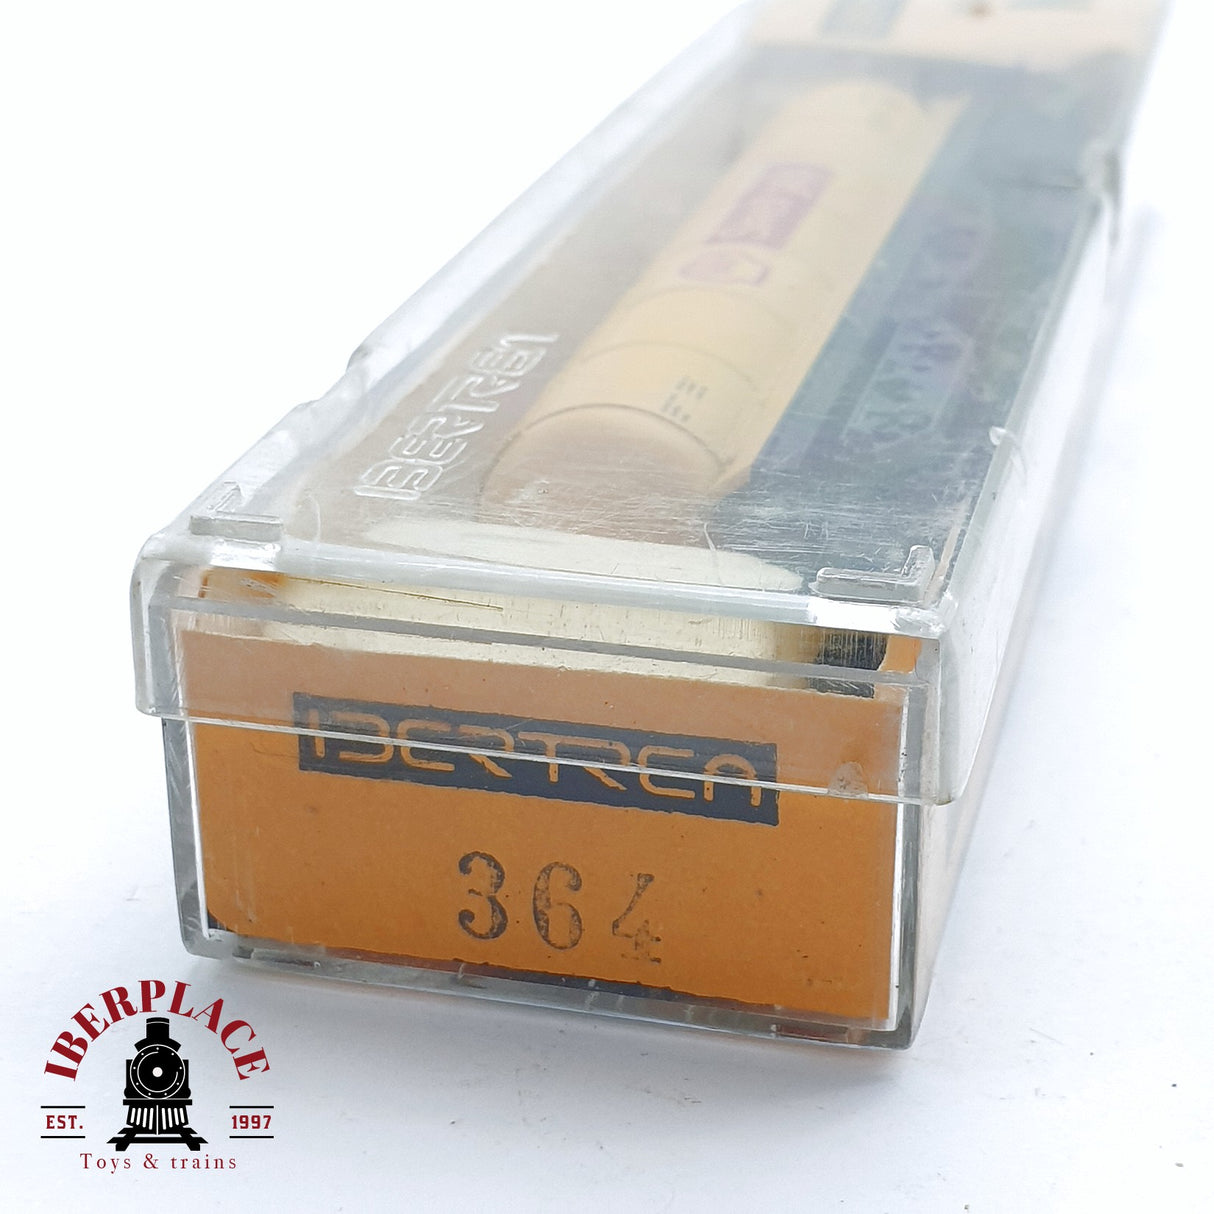 IBERTREN
IBERTREN
364
IBERPLACE
EST. 1997
Toys & trains